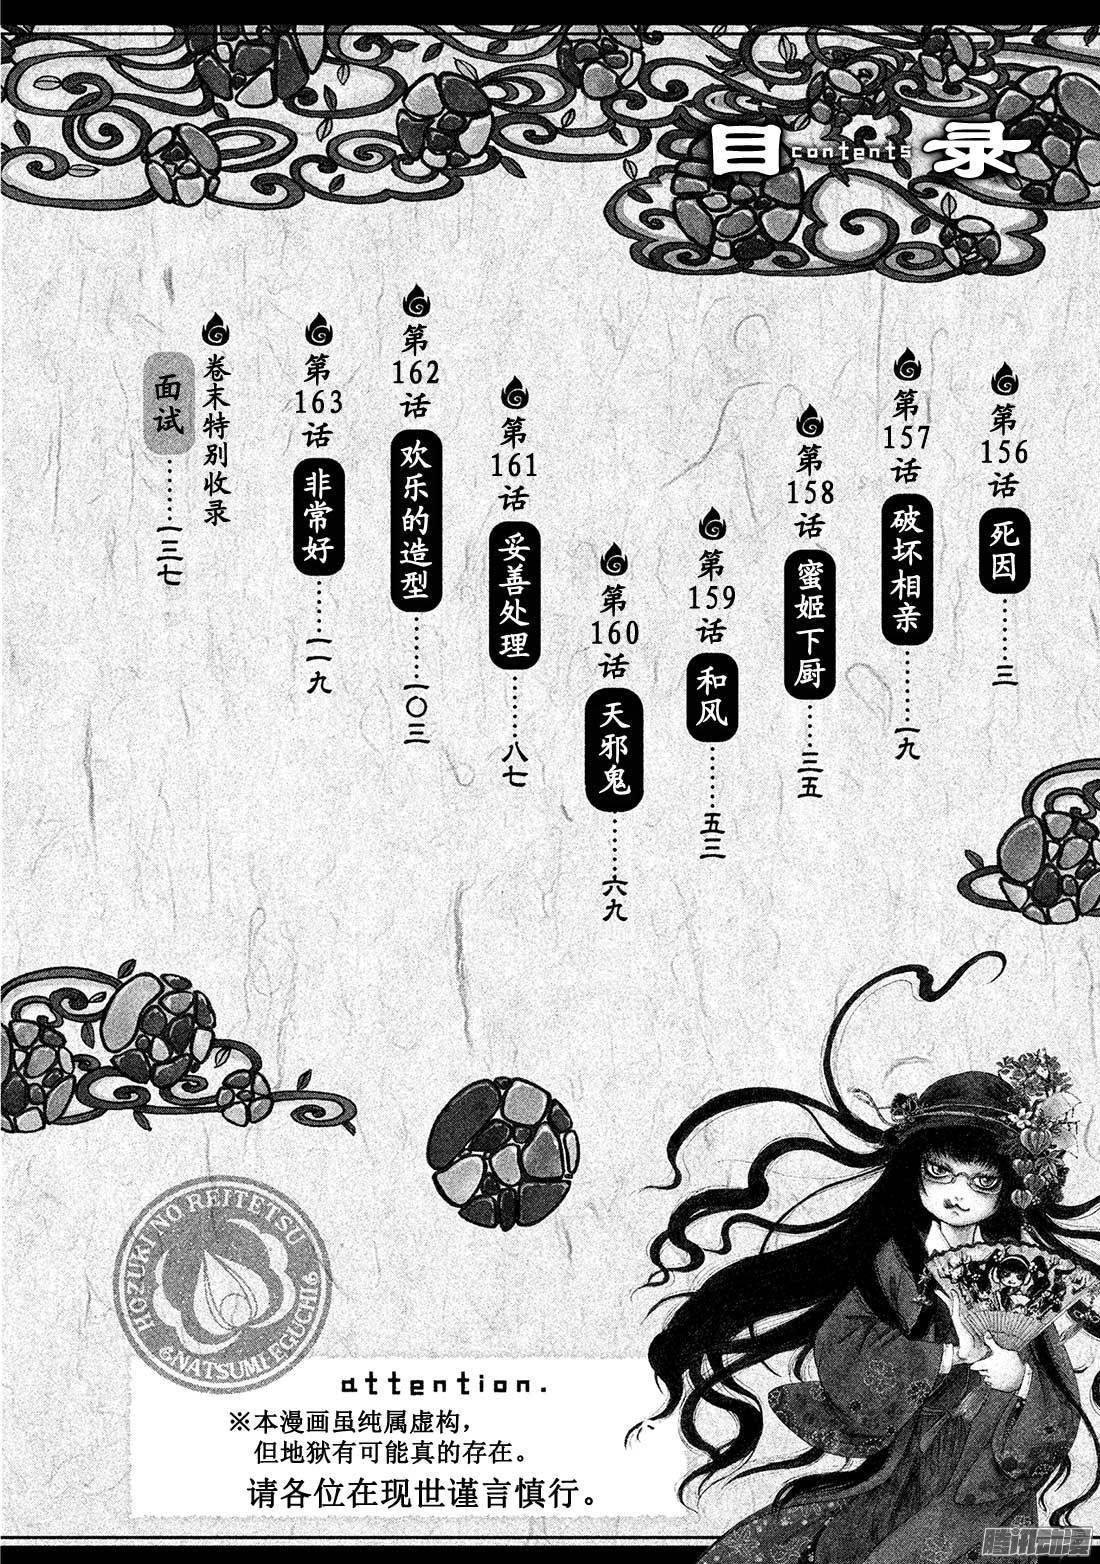 目录
contents
第156话
死因……三
第157话
破坏相亲……一九
第158话
蜜姬下厨……三五
第159话
和风……五三
第160话
天邪鬼……六九
第161话
妥善处理……八七
第162话
欢乐的造型……一〇三
第163话
非常好……一一九
卷末特别收录
面试……一三七
HOZUKI NO REITETSU
NATSUMI EGUCHI
attention.
※本漫画虽纯属虚构，
但地狱有可能真的存在。
请各位在现世谨言慎行。
腾讯动漫